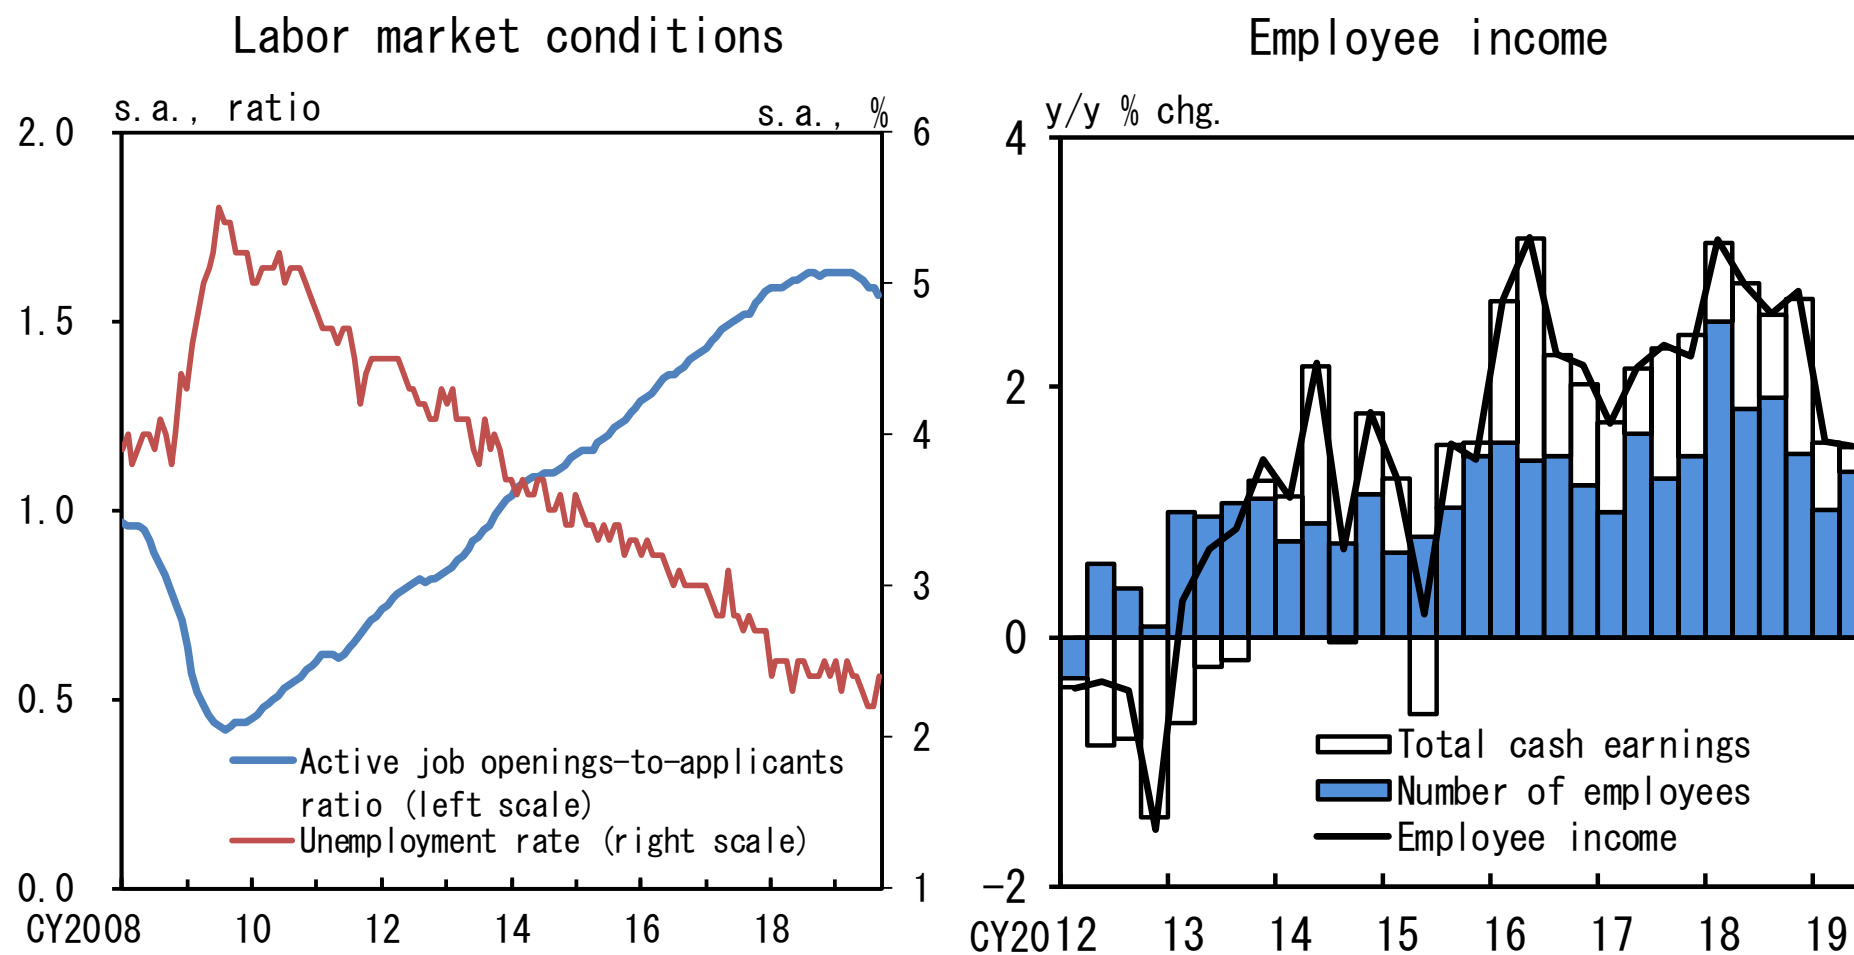 Labor market conditions
s.a., ratio
s.a., %
2.0
1.5
1.0
0.5
0.0
6
5
4
3
2
1
Active job openings-to-applicants
ratio (left scale)
Unemployment rate (right scale)
CY2008 10 12 14 16 18
Employee income
y/y % chg.
4
2
0
-2
Total cash earnings
Number of employees
Employee income
CY2012 13 14 15 16 17 18 19